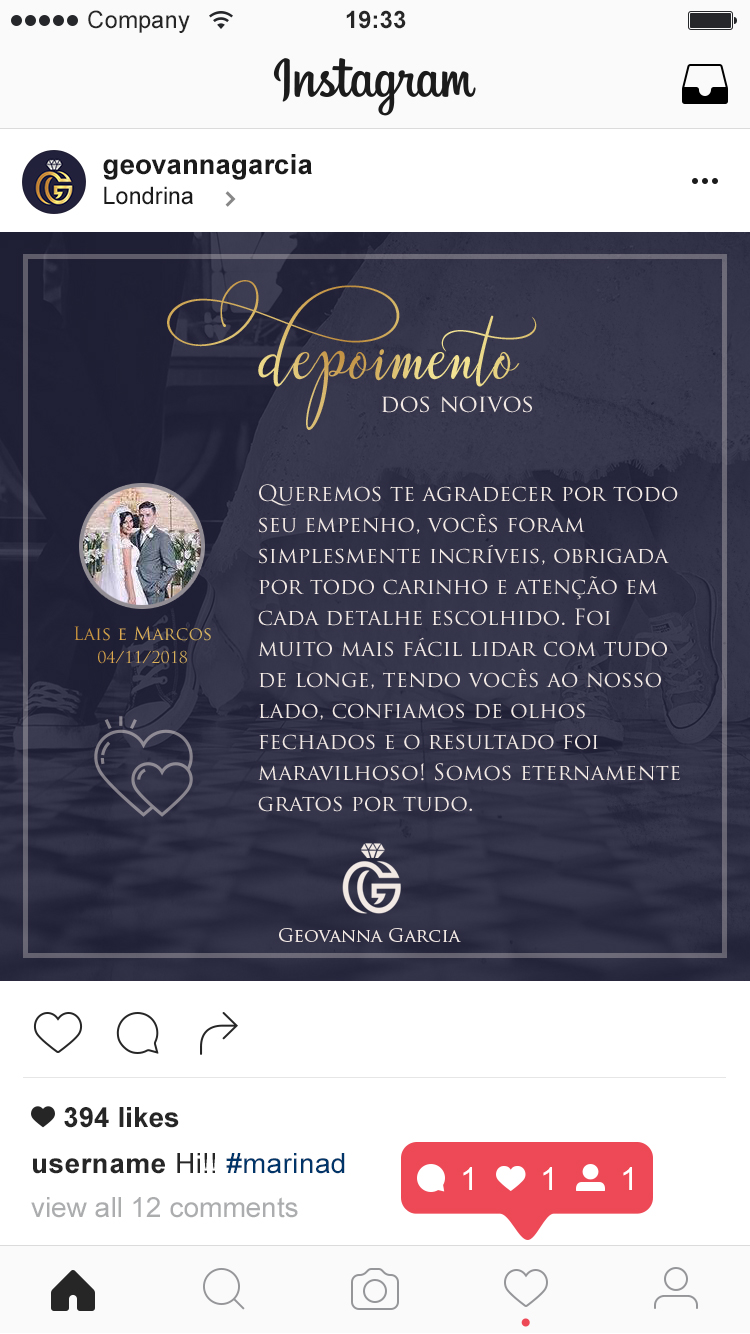 Company
19:33
Instagram
geovannagarcia
Londrina
depoimento
DOS NOIVOS
QUEREMOS TE AGRADECER POR TODO
SEU EMPENHO, VOCÊS FORAM
SIMPLESMENTE INCRÍVEIS, OBRIGADA
POR TODO CARINHO E ATENÇÃO EM
CADA DETALHE ESCOLHIDO. FOI
MUITO MAIS FÁCIL LIDAR COM TUDO
DE LONGE, TENDO VOCÊS AO NOSSO
LADO, CONFIAMOS DE OLHOS
FECHADOS E O RESULTADO FOI
MARAVILHOSO! SOMOS ETERNAMENTE
GRATOS POR TUDO.
LAIS E MARCOS
04/11/2018
G
GEOVANNA GARCIA
394 likes
username Hi!! #marinad
view all 12 comments
1 1 1